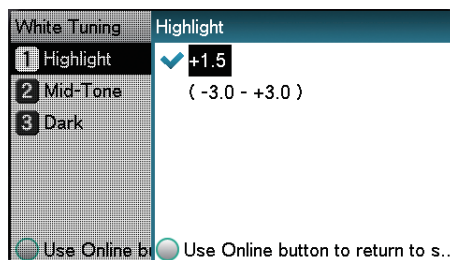 White Tuning
1 Highlight
2 Mid-Tone
3 Dark
Use Online bu
Highlight
+1.5
( -3.0 - +3.0 )
Use Online button to return to s..